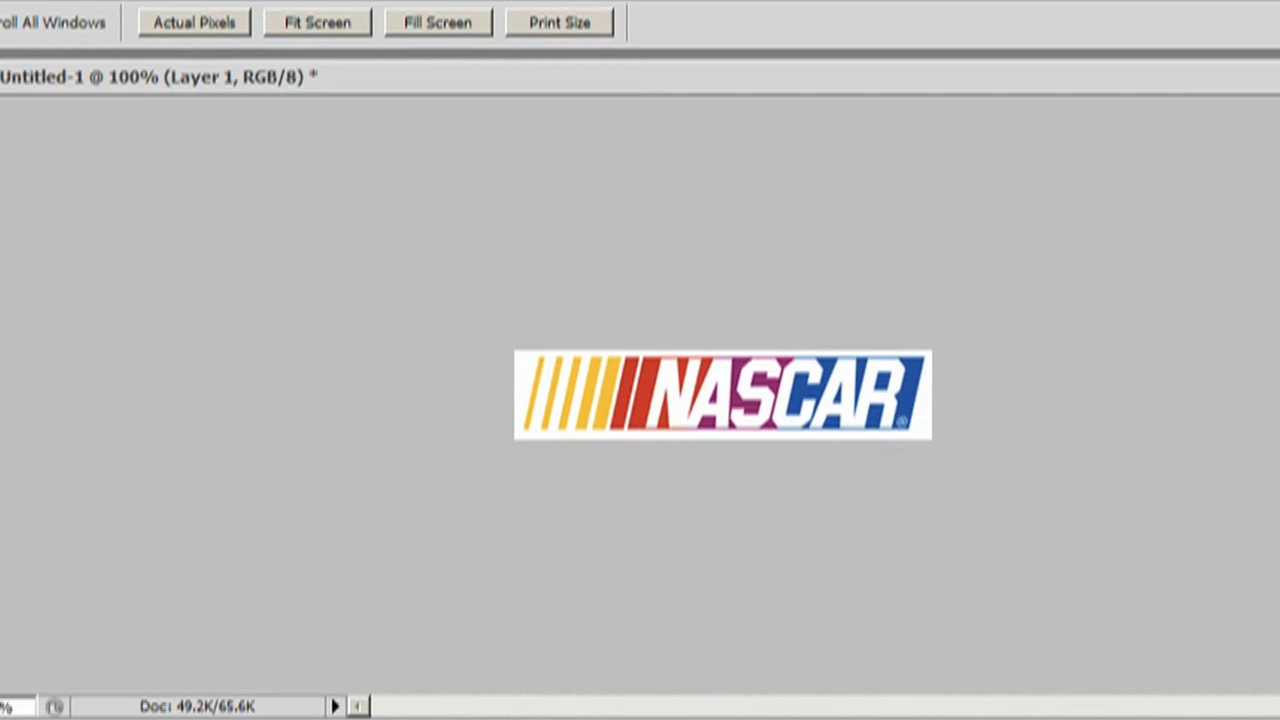 roll All Windows Actual Pixels Fit Screen Fill Screen Print Size
Untitled-1 @ 100% (Layer 1, RGB/8) *
NASCAR®
% Doc: 49.2K/65.6K